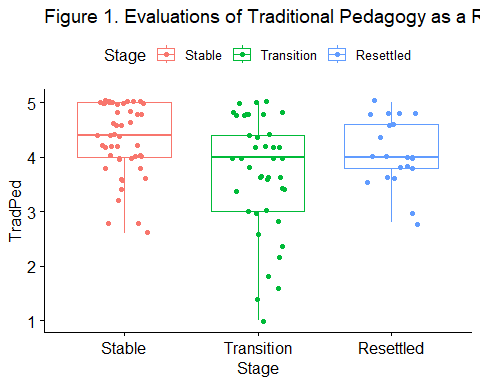 Figure 1. Evaluations of Traditional Pedagogy as a R
Stage Stable Transition Resettled
5
4
3
2
1
TradPed
Stable Transition Resettled
Stage